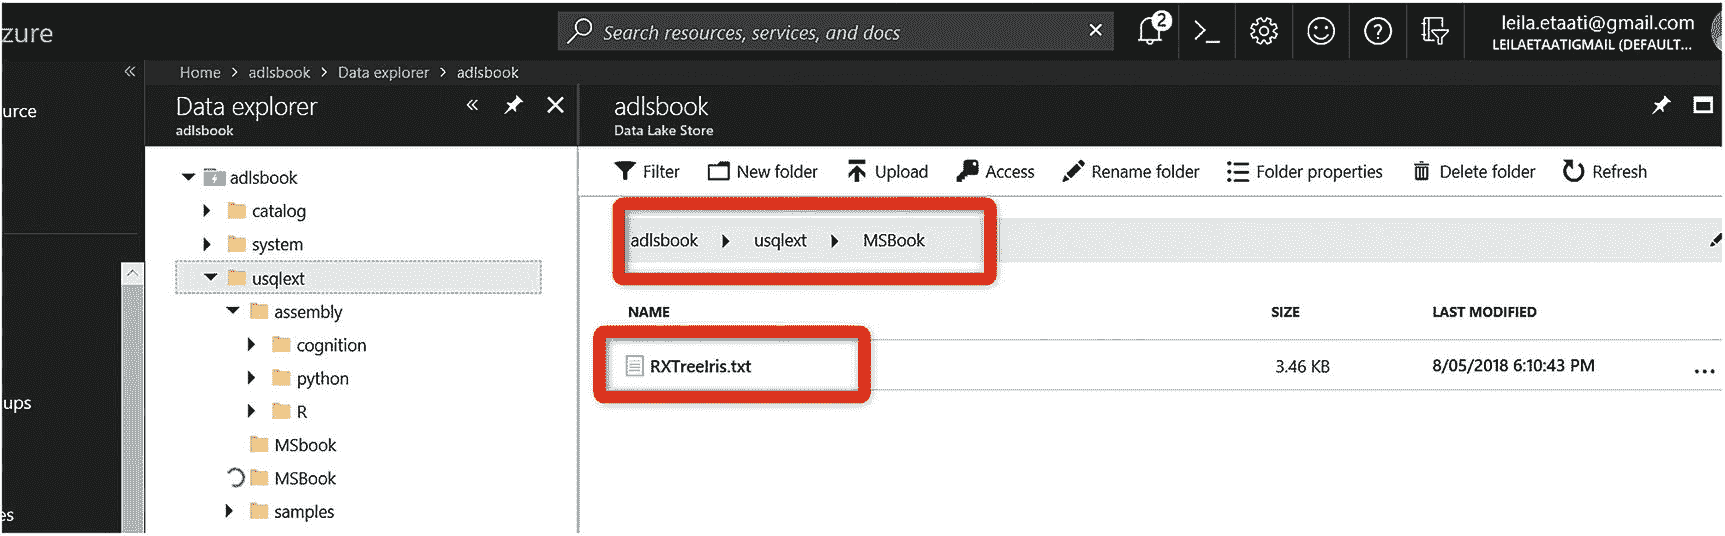 zure
Search resources, services, and docs
2
leila.etaati@gmail.com
LEILAETAATIGMAIL (DEFAULT...
Home > adlsbook > Data explorer > adlsbook
urce
ups
es
Data explorer
adlsbook
adlsbook
catalog
system
usqlext
assembly
cognition
python
R
MSbook
MSBook
samples
adlsbook
Data Lake Store
Filter New folder Upload Access Rename folder Folder properties Delete folder Refresh
adlsbook usqlext MSBook
NAME SIZE LAST MODIFIED
RXTreeIris.txt 3.46 KB 8/05/2018 6:10:43 PM ...